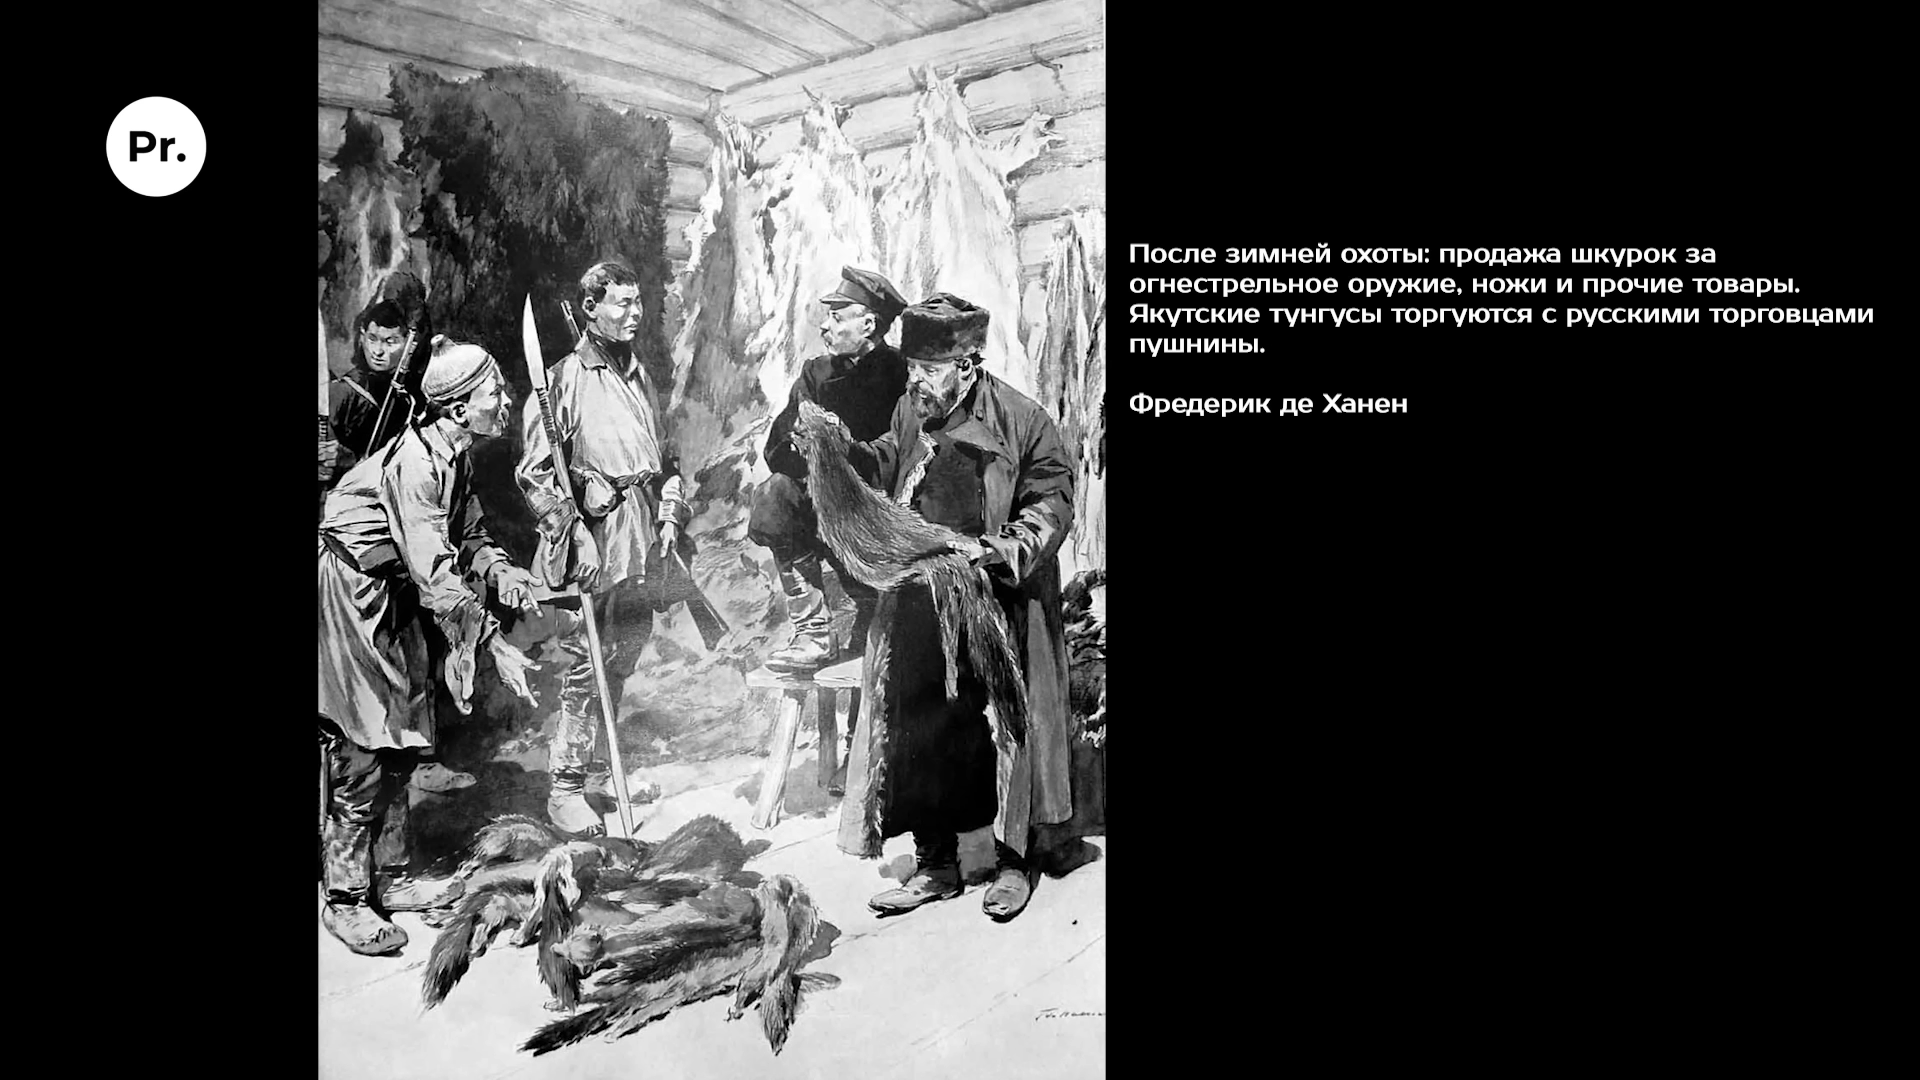 Pr.
После зимней охоты: продажа шкурок за
огнестрельное оружие, ножи и прочие товары.
Якутские тунгусы торгуются с русскими торговцами
пушнины.
Фредерик де Ханен